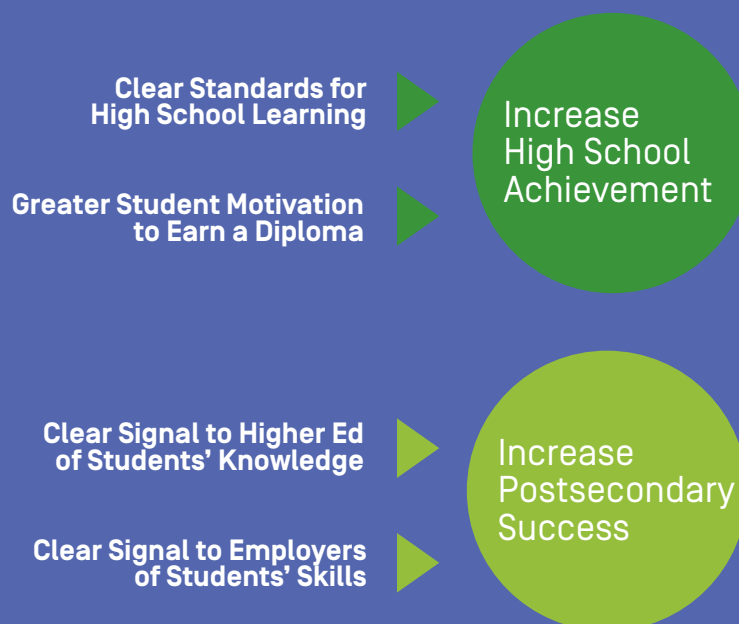 Clear Standards for
High School Learning
Greater Student Motivation
to Earn a Diploma
Increase
High School
Achievement
Clear Signal to Higher Ed
of Students’ Knowledge
Clear Signal to Employers
of Students’ Skills
Increase
Postsecondary
Success